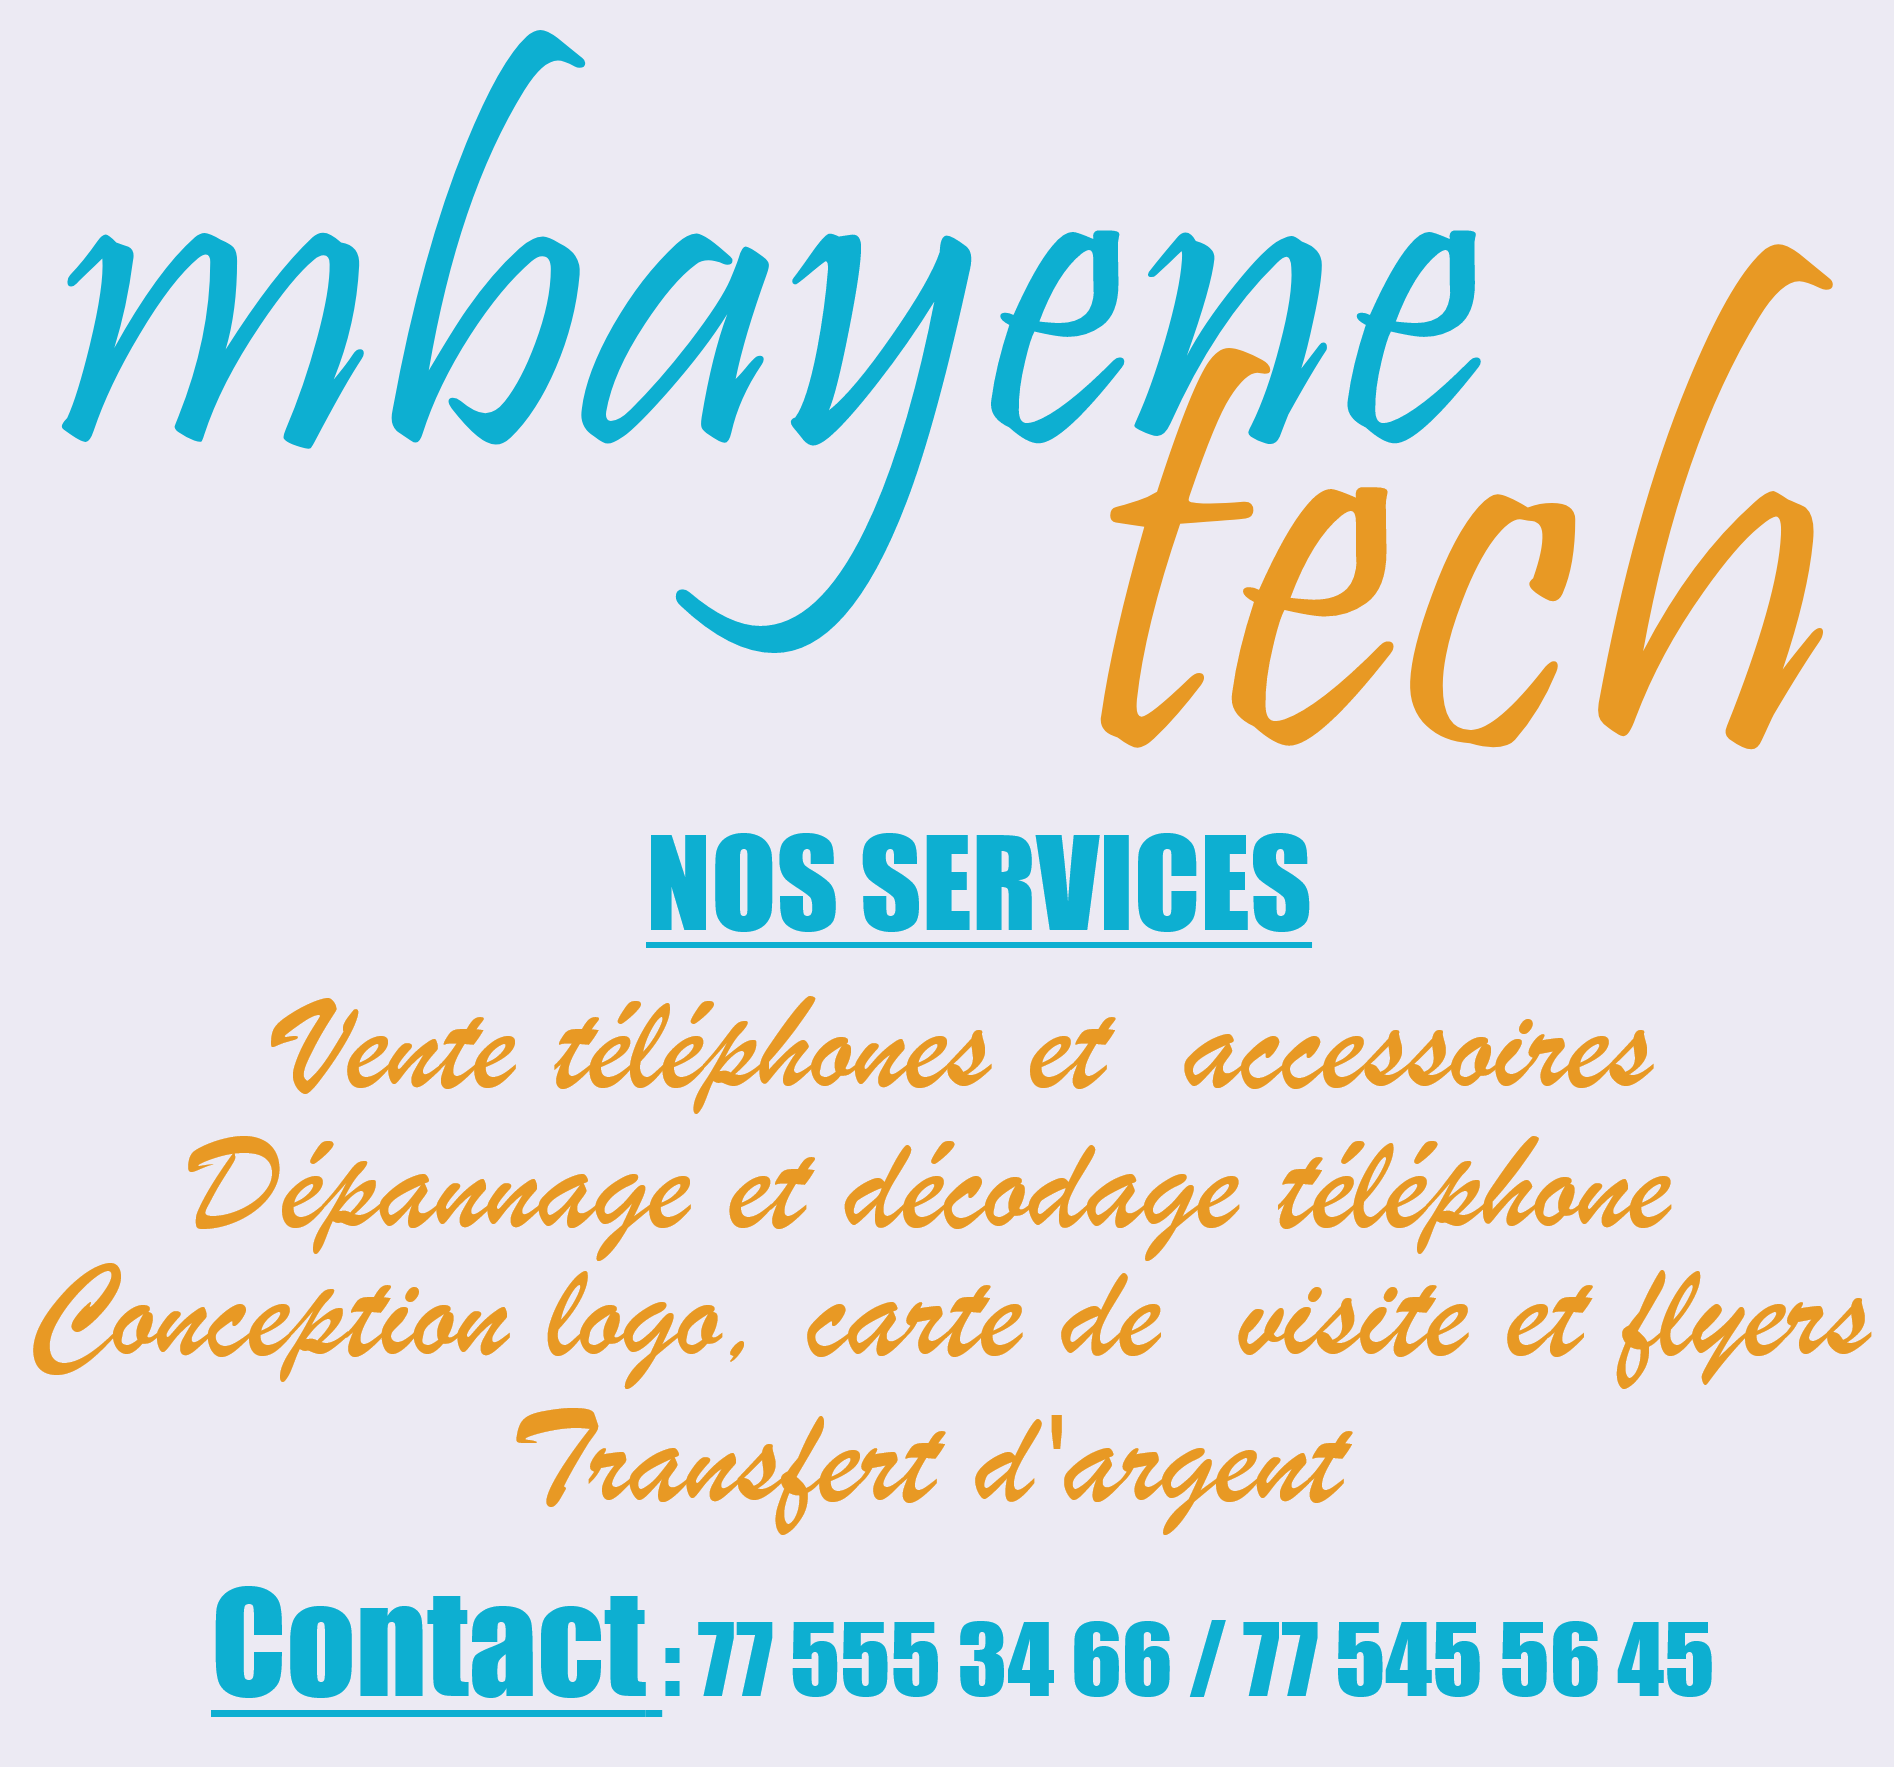 mbayene
tech
NOS SERVICES
Vente téléphones et accessoires
Dépannage et décodage téléphone
Conception logo, carte de visite et flyers
Transfert d'argent
Contact : 77 555 34 66 / 77 545 56 45